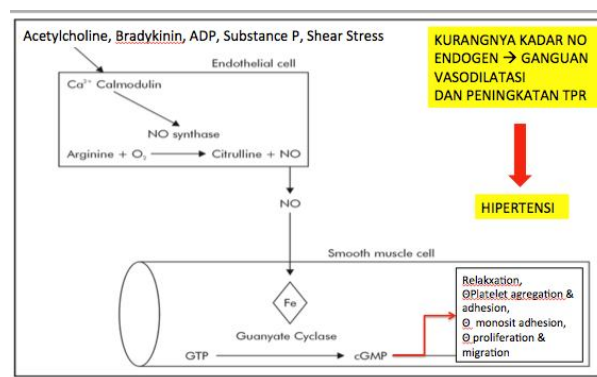 Acetylcholine, Bradykinin, ADP, Substance P, Shear Stress
KURANGNYA KADAR NO
ENDOGEN → GANGUAN
VASODILATASI
DAN PENINGKATAN TPR
Endothelial cell
Ca²⁺ Calmodulin
NO synthase
Arginine + O₂ → Citrulline + NO
NO
HIPERTENSI
Smooth muscle cell
Fe
Guanyate Cyclase
GTP → cGMP
Relakxation,
ΘPlatelet agregation &
adhesion,
Θ monosit adhesion,
Θ proliferation &
migration